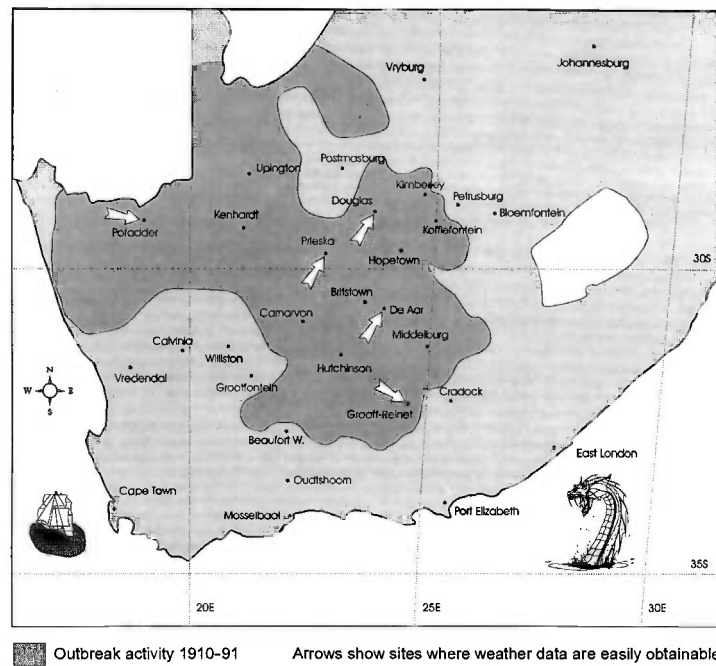 Vryburg
Johannesburg
Postmasburg
Upington
Kimberley
Petrusburg
Douglas
Bloemfontein
Pofadder
Kenhardt
Koffiefontein
Prieska
Hopetown
30S
Britstown
De Aar
Carnarvon
Middelburg
Calvinia
Williston
Hutchinson
Vredendal
Grootfontein
N
W E
S
Cradock
Graaff-Reinet
Beaufort W.
East London
Oudtshoorn
Cape Town
Mosselbaai
Port Elizabeth
35S
20E
25E
30E
Outbreak activity 1910-91
Arrows show sites where weather data are easily obtainable